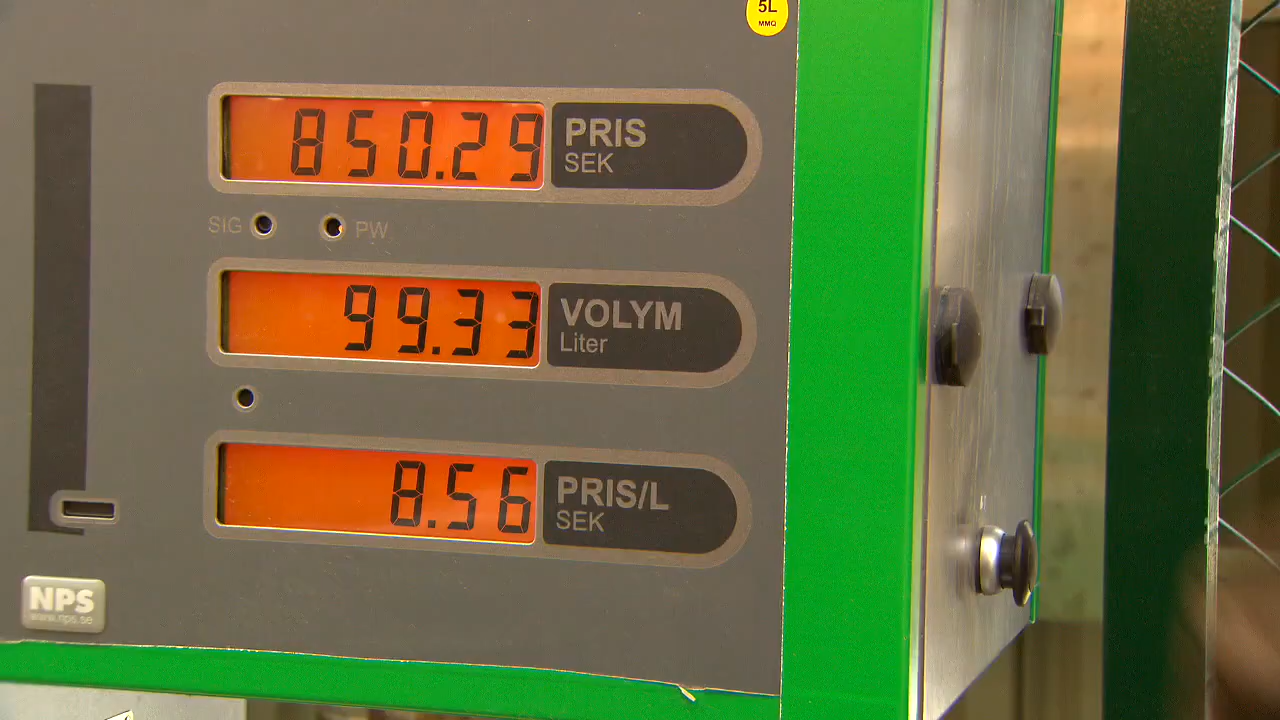 5L
MMQ
850.29
PRIS
SEK
SIG PW
99.33
VOLYM
Liter
8.56
PRIS/L
SEK
NPS
www.nps.se